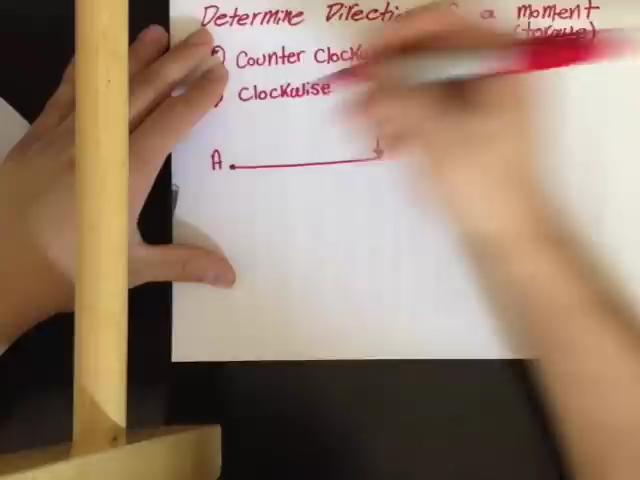 Determine Directi a moment
(torque)
Counter Clock
Clockwise
A